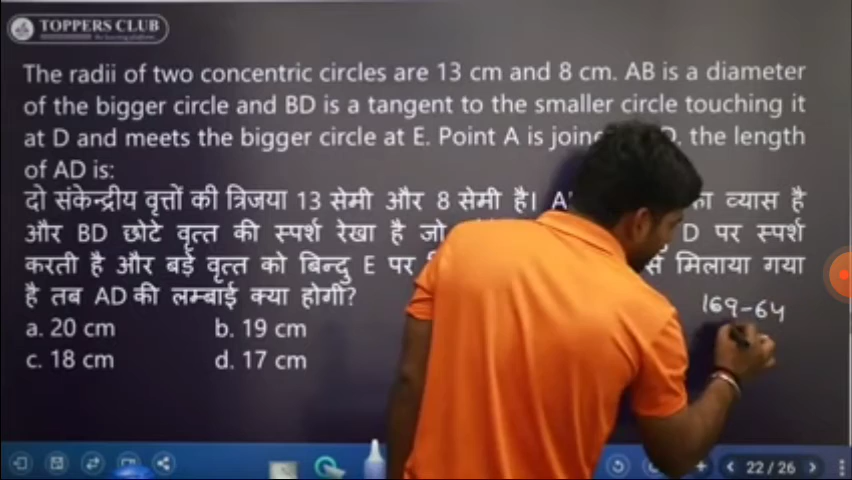 TOPPERS CLUB
The radii of two concentric circles are 13 cm and 8 cm. AB is a diameter
of the bigger circle and BD is a tangent to the smaller circle touching it
at D and meets the bigger circle at E. Point A is D. the length
of AD is:
दो संकेन्द्रीय वृत्तों की त्रिज्या 13 सेमी और 8 सेमी है। व्यास है
और BD छोटे वृत्त की स्पर्श रेखा है जो D पर स्पर्श
करती है और बड़े वृत्त को बिन्दु E पर मिलाया गया
है तब AD की लम्बाई क्या होगी?
a. 20 cm b. 19 cm
c. 18 cm d. 17 cm
169-64
22 / 26